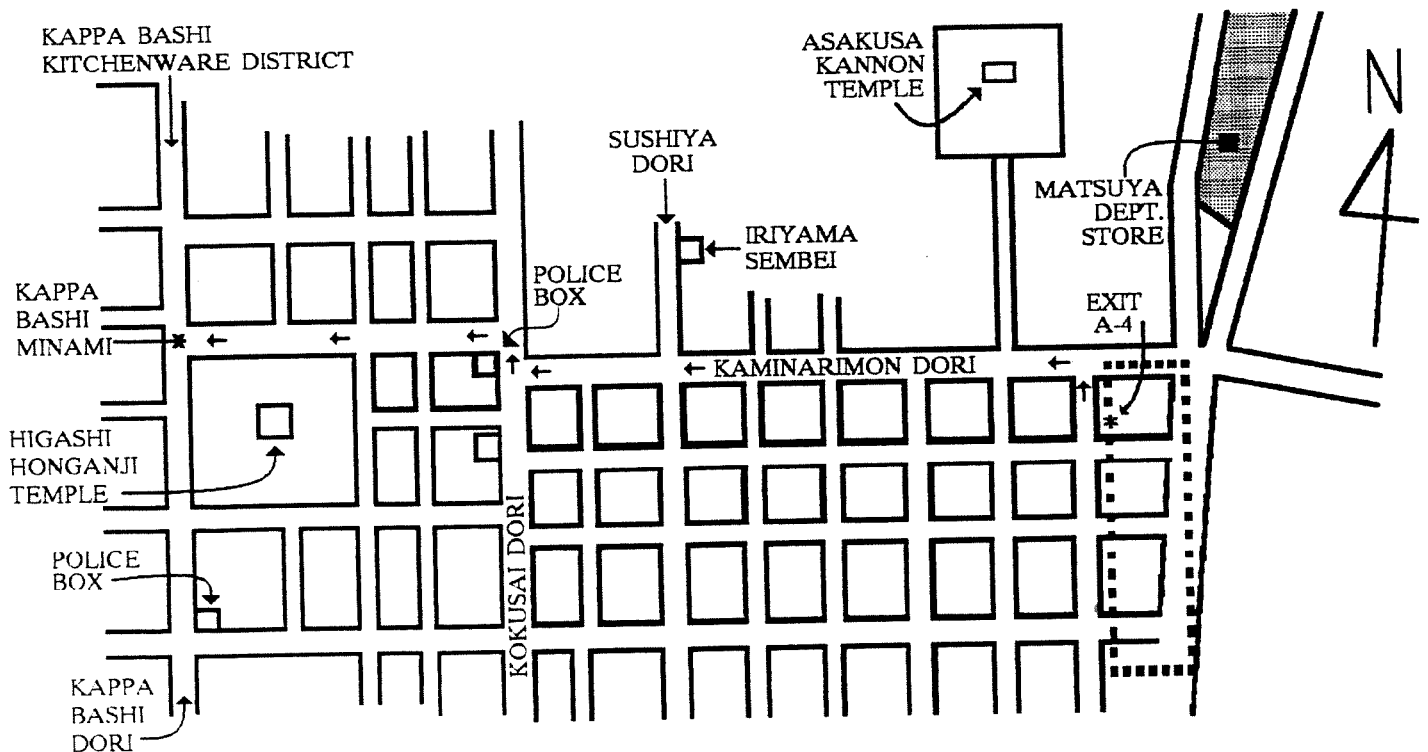 KAPPA BASHI
KITCHENWARE DISTRICT
ASAKUSA
KANNON
TEMPLE
N
SUSHIYA
DORI
MATSUYA
DEPT.
STORE
IRIYAMA
SEMBEI
POLICE
BOX
KAPPA
BASHI
MINAMI
EXIT
A-4
KAMINARIMON DORI
HIGASHI
HONGANJI
TEMPLE
KOKUSAI DORI
POLICE
BOX
KAPPA
BASHI
DORI